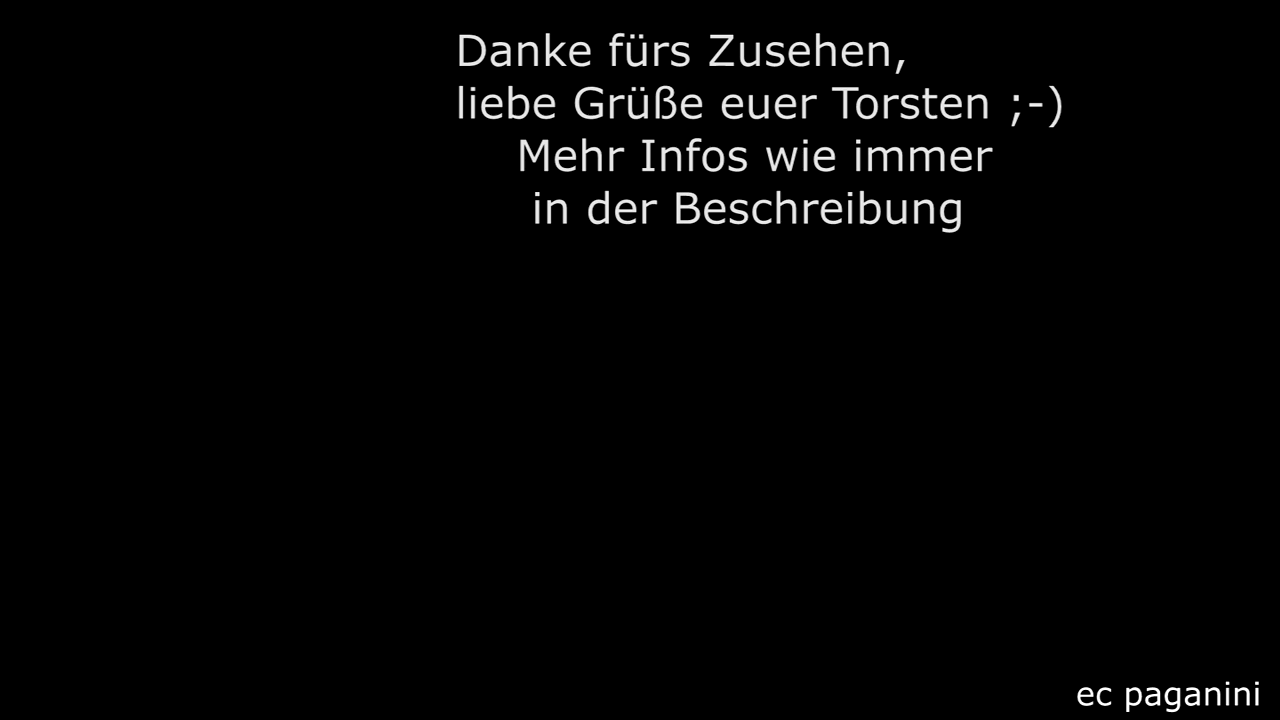 Danke fürs Zusehen,
liebe Grüße euer Torsten ;-)
Mehr Infos wie immer
in der Beschreibung
ec paganini